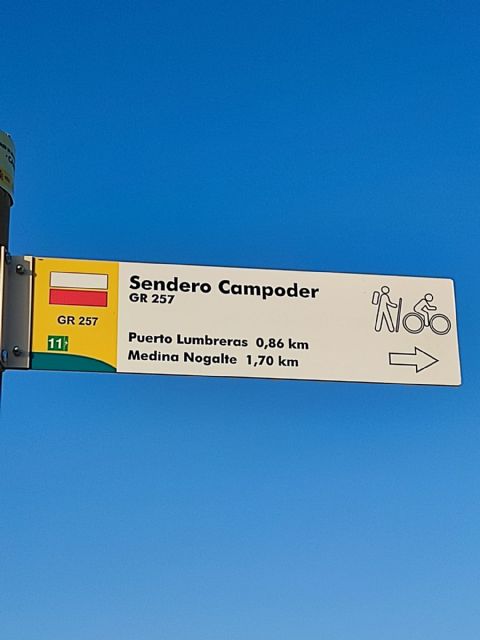 Sendero Campoder
GR 257
GR 257
Puerto Lumbreras 0,86 km
Medina Nogalte 1,70 km
11